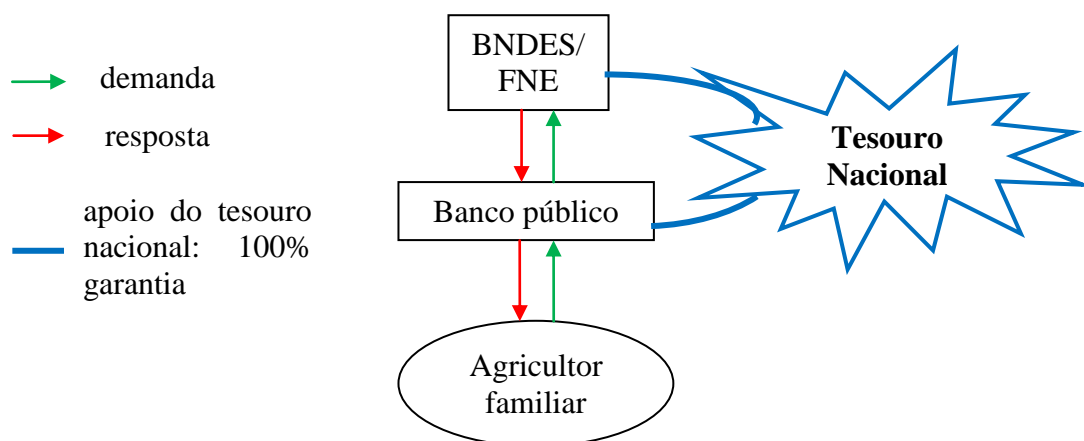 demanda
resposta
apoio do tesouro
nacional: 100%
garantia
BNDES/
FNE
Banco público
Agricultor
familiar
Tesouro
Nacional